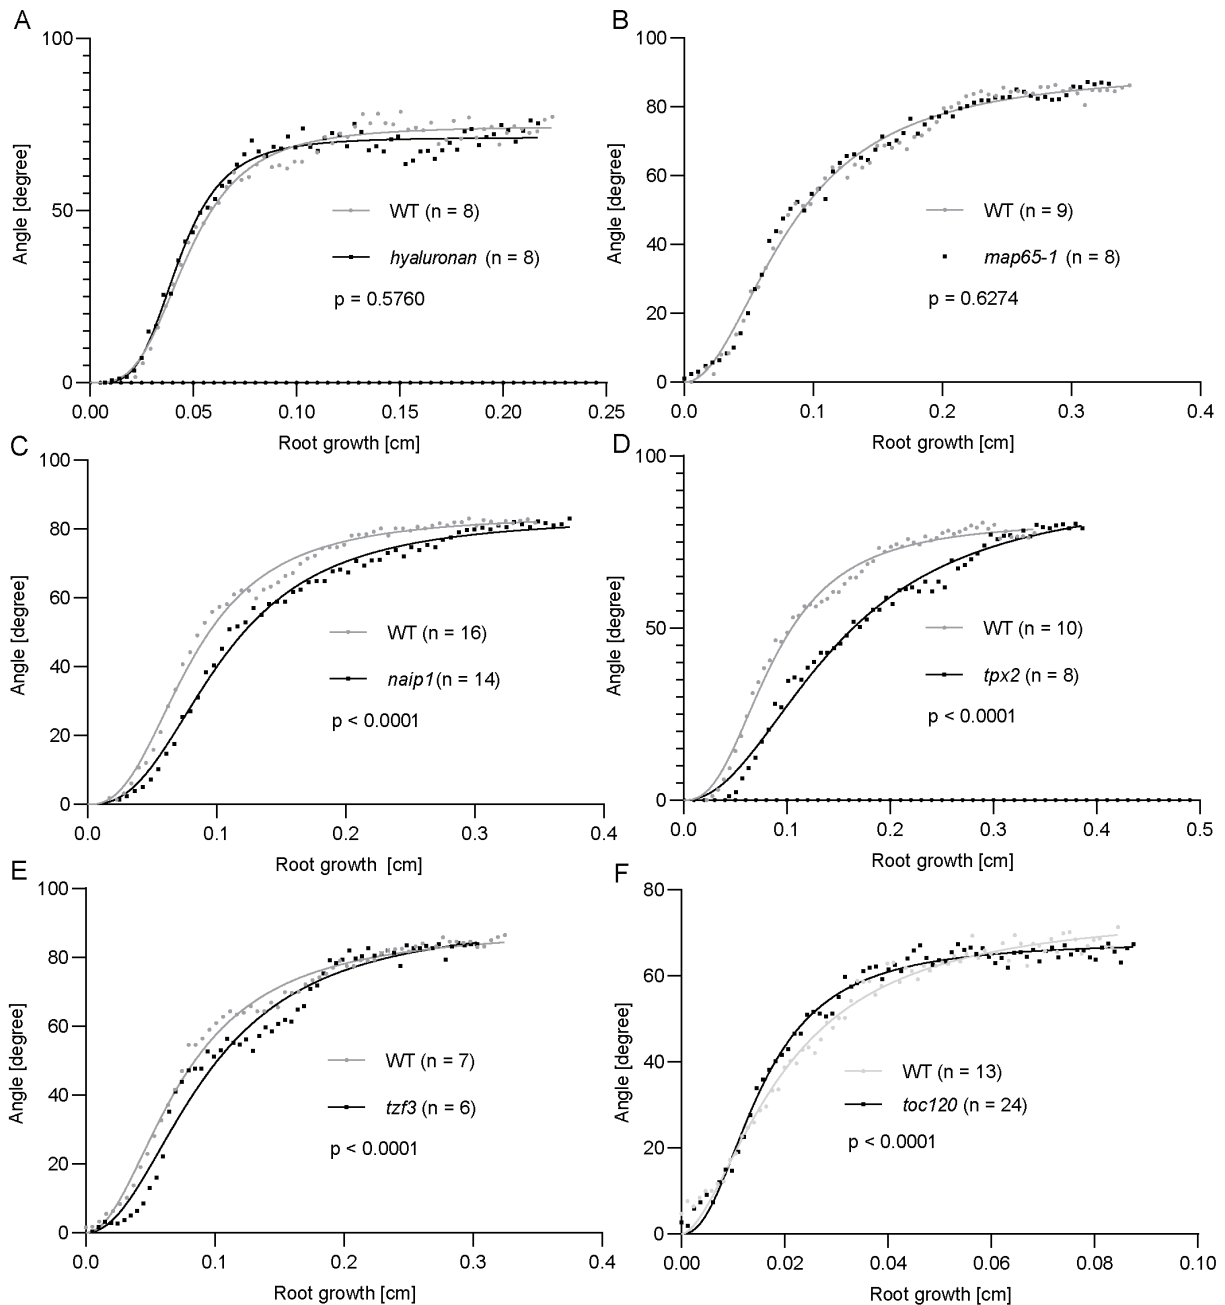 A
100
50
0
0.00 0.05 0.10 0.15 0.20 0.25
Angle [degree]
Root growth [cm]
WT (n = 8)
hyaluronan (n = 8)
p = 0.5760
B
100
80
60
40
20
0
0.0 0.1 0.2 0.3 0.4
Angle [degree]
Root growth [cm]
WT (n = 9)
map65-1 (n = 8)
p = 0.6274
C
100
80
60
40
20
0
0.0 0.1 0.2 0.3 0.4
Angle [degree]
Root growth [cm]
WT (n = 16)
naip1(n = 14)
p < 0.0001
D
100
50
0
0.0 0.1 0.2 0.3 0.4 0.5
Angle [degree]
Root growth [cm]
WT (n = 10)
tpx2 (n = 8)
p < 0.0001
E
100
80
60
40
20
0
0.0 0.1 0.2 0.3 0.4
Angle [degree]
Root growth [cm]
WT (n = 7)
tzf3 (n = 6)
p < 0.0001
F
80
60
40
20
0
0.00 0.02 0.04 0.06 0.08 0.10
Angle [degree]
Root growth [cm]
WT (n = 13)
toc120 (n = 24)
p < 0.0001